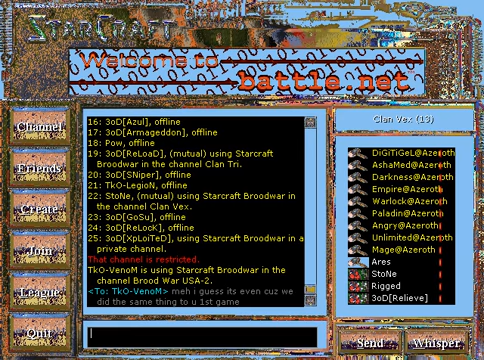 STARCRAFT
Welcome to
battle.net
Channel
Friends
Create
Join
League
Quit
16: 3oD[Azul], offline
17: 3oD[Armageddon], offline
18: Pow, offline
19: 3oD[ReLoaD], (mutual) using Starcraft
Broodwar in the channel Clan Tri.
20: 3oD[SNiper], offline
21: TkO-LegioN, offline
22: StoNe, (mutual) using Starcraft Broodwar in
the channel Clan Vex.
23: 3oD[GoSu], offline
24: 3oD[ReLocK], offline
25: 3oD[XpLoiTeD], using Starcraft Broodwar in a
private channel.
That channel is restricted.
TkO-VenoM is using Starcraft Broodwar in the
channel Brood War USA-2.
<To: TkO-VenoM> meh i guess its even cuz we
did the same thing to u 1st game
Clan Vex (13)
DiGiTiGeL@Azeroth
AshaMed@Azeroth
Darkness@Azeroth
Empire@Azeroth
Warlock@Azeroth
Paladin@Azeroth
Angry@Azeroth
Unlimited@Azeroth
Mage@Azeroth
Ares
StoNe
Rigged
3oD[Relieve]
Send
Whisper